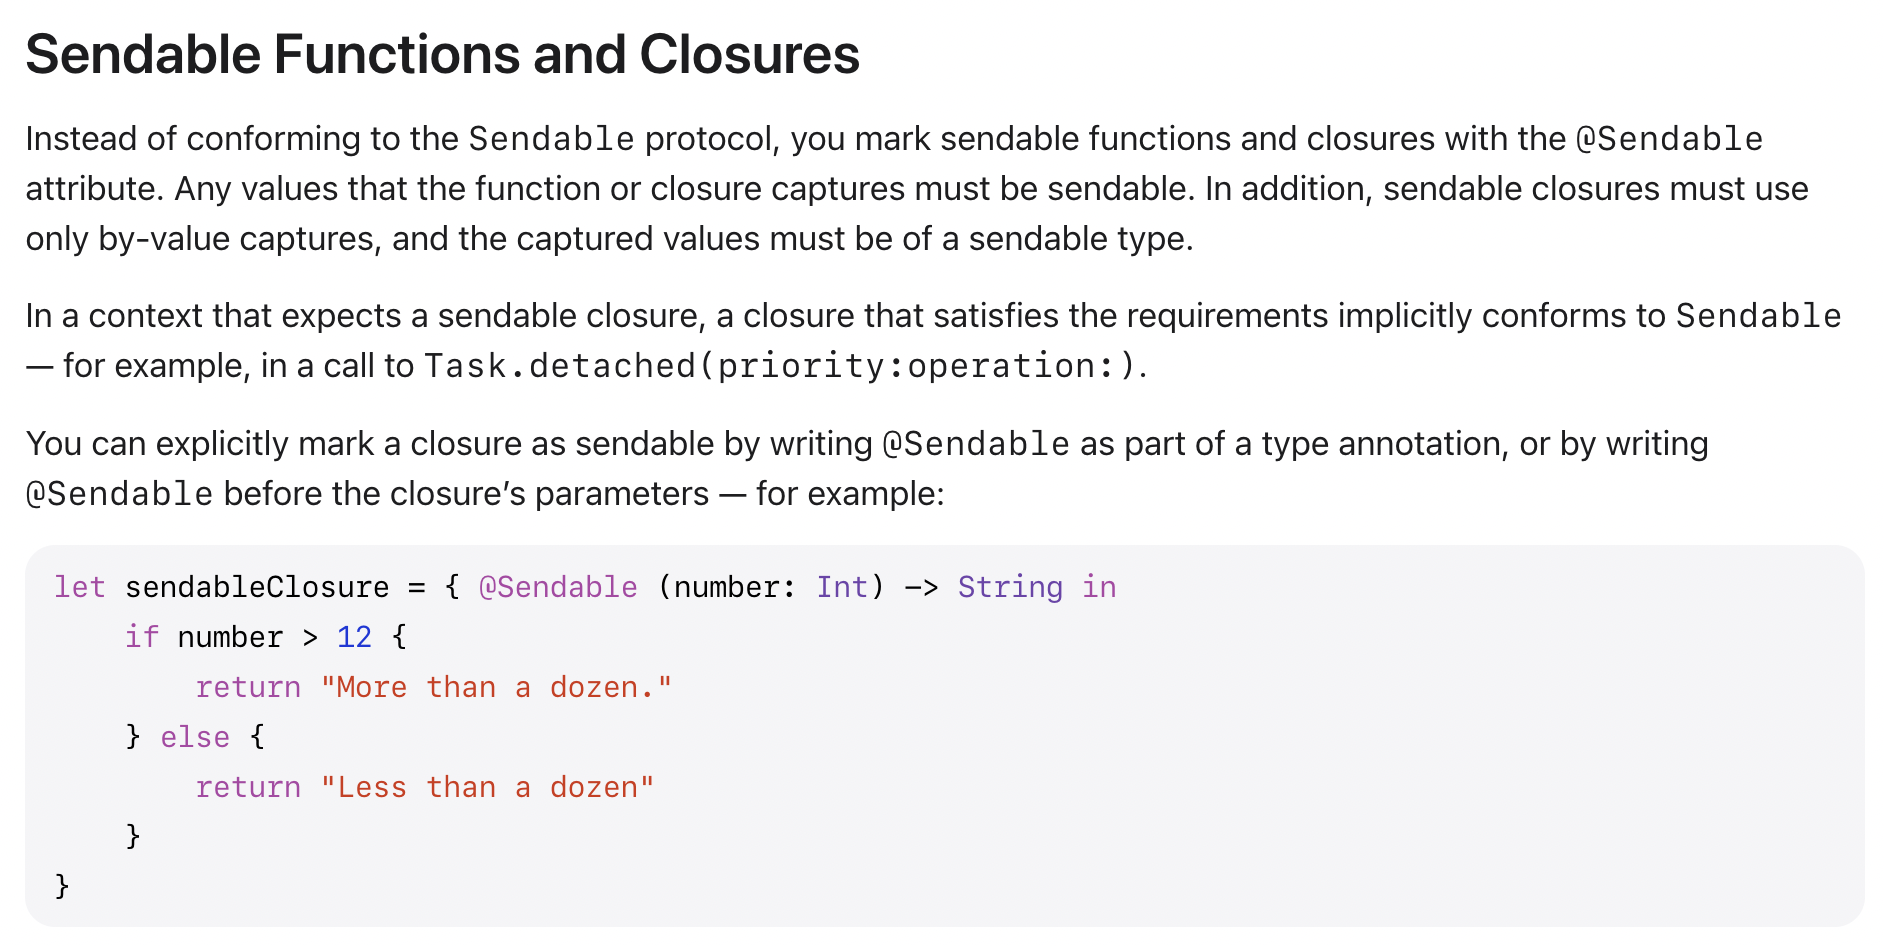 Sendable Functions and Closures
Instead of conforming to the Sendable protocol, you mark sendable functions and closures with the @Sendable
attribute. Any values that the function or closure captures must be sendable. In addition, sendable closures must use
only by-value captures, and the captured values must be of a sendable type.
In a context that expects a sendable closure, a closure that satisfies the requirements implicitly conforms to Sendable
— for example, in a call to Task.detached(priority:operation:).
You can explicitly mark a closure as sendable by writing @Sendable as part of a type annotation, or by writing
@Sendable before the closure’s parameters — for example:
let sendableClosure = { @Sendable (number: Int) -> String in
    if number > 12 {
        return "More than a dozen."
    } else {
        return "Less than a dozen"
    }
}